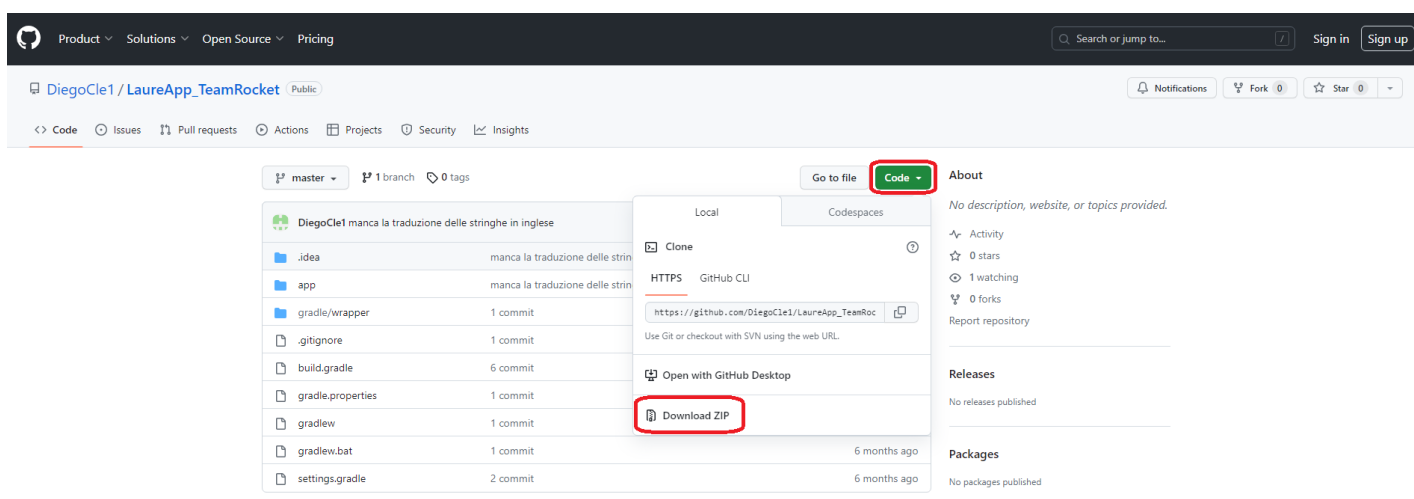 Product Solutions Open Source Pricing Search or jump to... / Sign in Sign up
DiegoCle1 / LaureApp_TeamRocket Public Notifications Fork 0 Star 0
<> Code Issues Pull requests Actions Projects Security Insights
master 1 branch 0 tags Go to file Code
DiegoCle1 manca la traduzione delle stringhe in inglese
.idea manca la traduzione delle strin
app manca la traduzione delle strin
gradle/wrapper 1 commit
.gitignore 1 commit
build.gradle 6 commit
gradle.properties 1 commit
gradlew 1 commit
gradlew.bat 1 commit 6 months ago
settings.gradle 2 commit 6 months ago
Local Codespaces
Clone
HTTPS GitHub CLI
https://github.com/DiegoCle1/LaureApp_TeamRoc
Use Git or checkout with SVN using the web URL.
Open with GitHub Desktop
Download ZIP
About
No description, website, or topics provided.
Activity
0 stars
1 watching
0 forks
Report repository
Releases
No releases published
Packages
No packages published